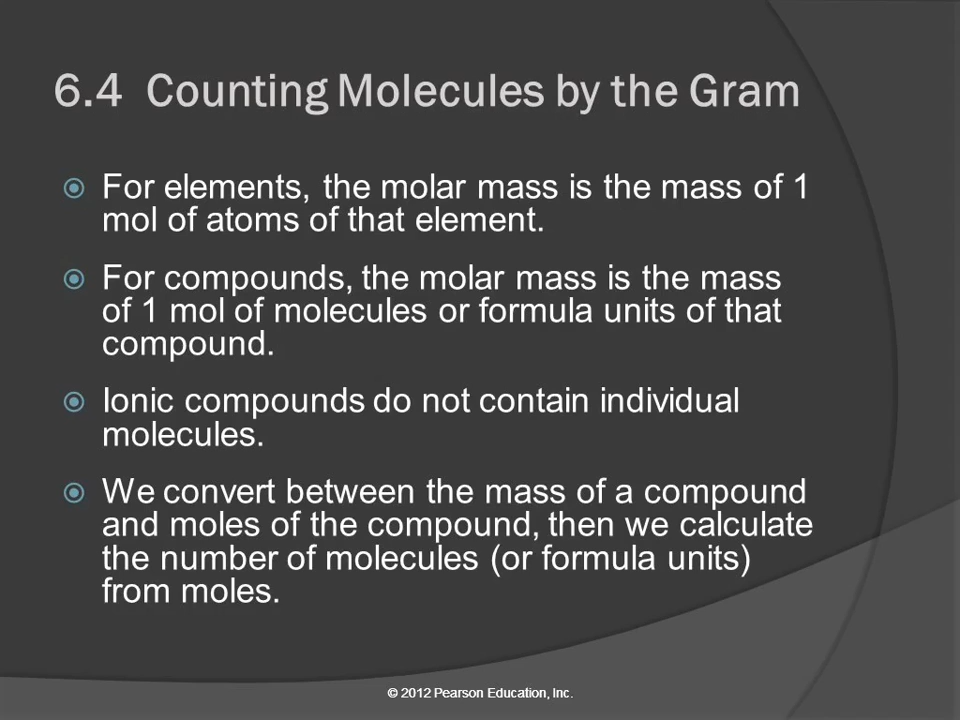 6.4 Counting Molecules by the Gram
For elements, the molar mass is the mass of 1
mol of atoms of that element.
For compounds, the molar mass is the mass
of 1 mol of molecules or formula units of that
compound.
Ionic compounds do not contain individual
molecules.
We convert between the mass of a compound
and moles of the compound, then we calculate
the number of molecules (or formula units)
from moles.
© 2012 Pearson Education, Inc.